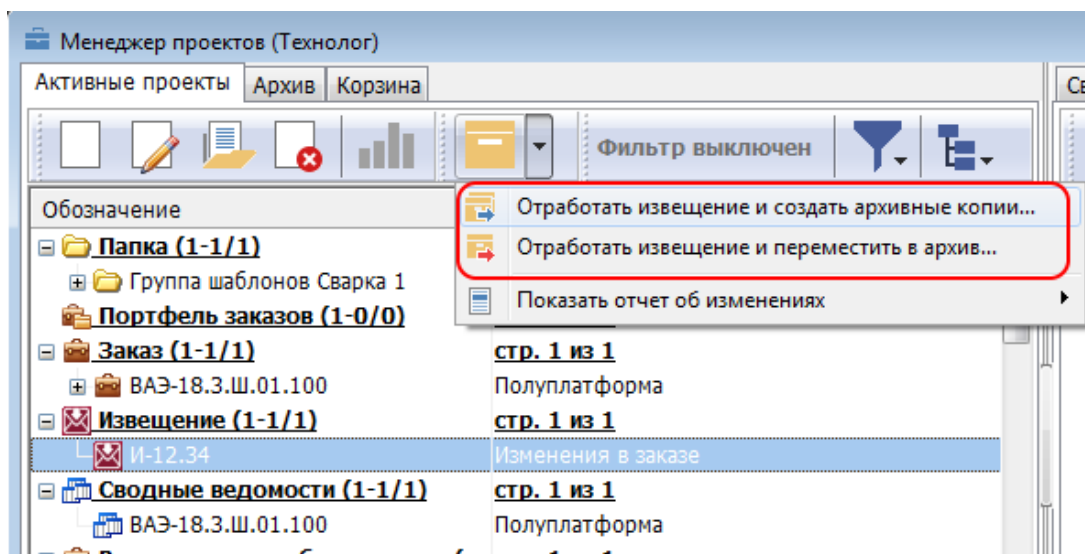 Менеджер проектов (Технолог)
Активные проекты Архив Корзина
Фильтр выключен
Обозначение
Отработать извещение и создать архивные копии...
Отработать извещение и переместить в архив...
Показать отчет об изменениях
Папка (1-1/1)
Группа шаблонов Сварка 1
Портфель заказов (1-0/0)
Заказ (1-1/1) стр. 1 из 1
ВАЭ-18.3.Ш.01.100 Полуплатформа
Извещение (1-1/1) стр. 1 из 1
И-12.34 Изменения в заказе
Сводные ведомости (1-1/1) стр. 1 из 1
ВАЭ-18.3.Ш.01.100 Полуплатформа